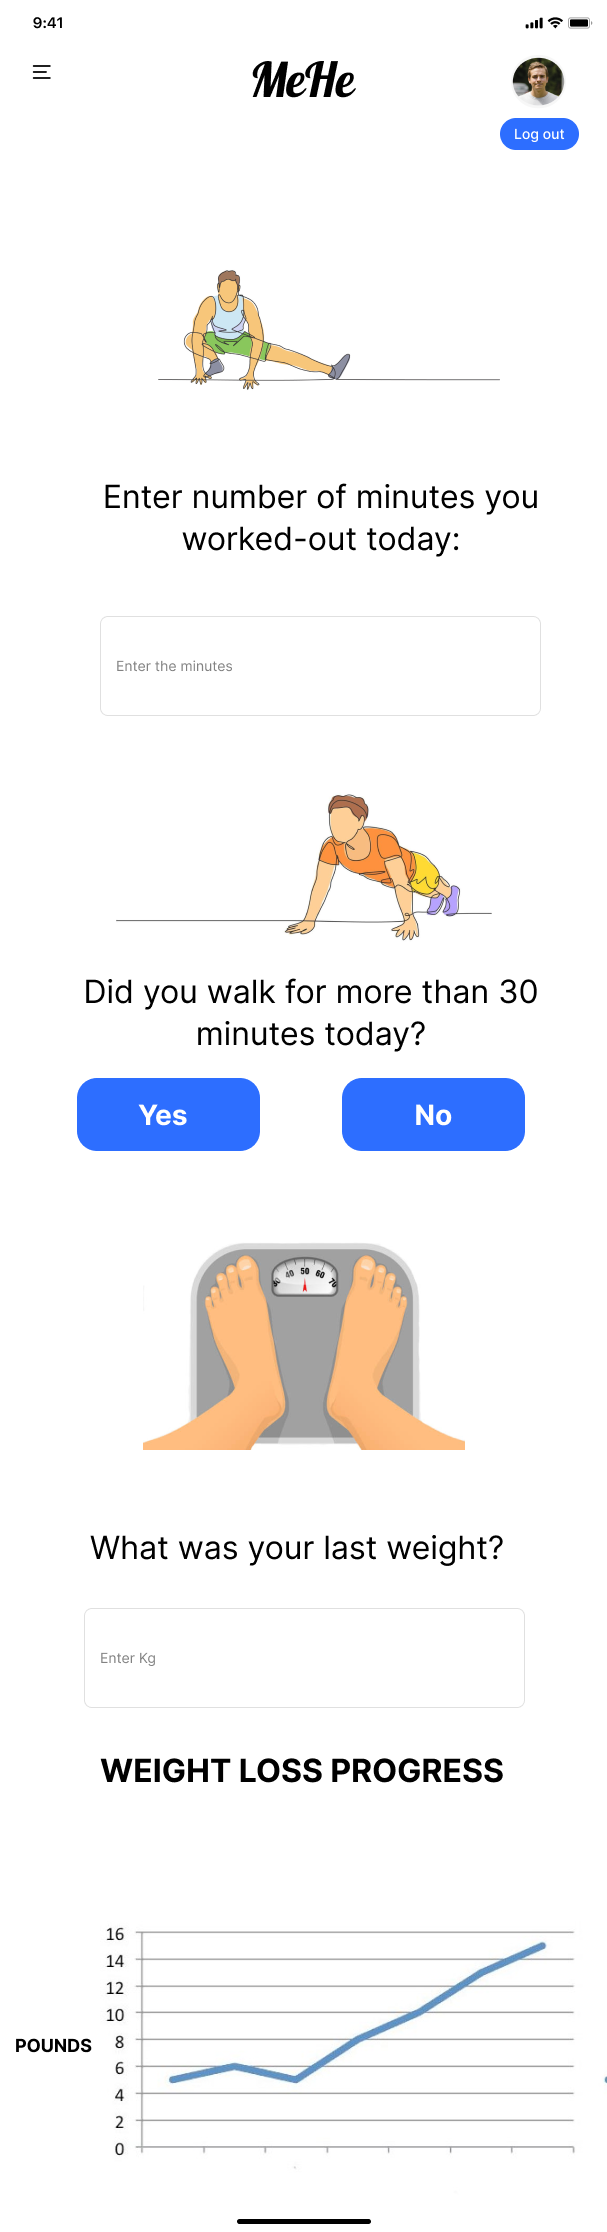 9:41
MeHe
Log out
Enter number of minutes you
worked-out today:
Enter the minutes
Did you walk for more than 30
minutes today?
Yes
No
40 50 60 70
What was your last weight?
Enter Kg
WEIGHT LOSS PROGRESS
16
14
12
10
POUNDS
8
6
4
2
0